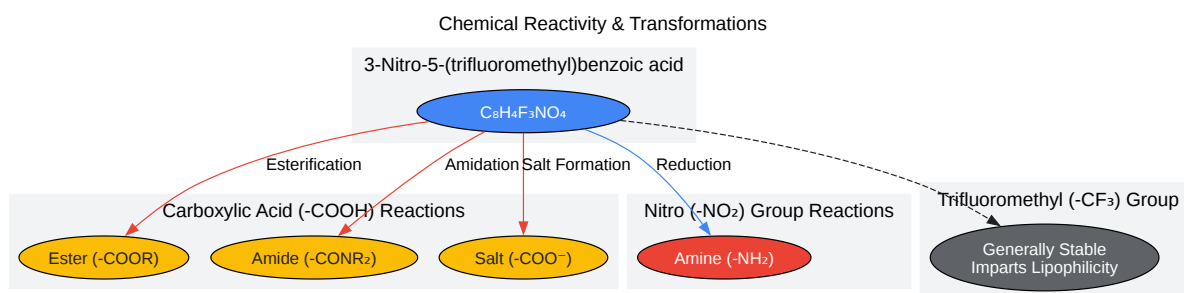 Chemical Reactivity & Transformations
3-Nitro-5-(trifluoromethyl)benzoic acid
C₈H₄F₃NO₄
Esterification
Amidation
Salt Formation
Reduction
Carboxylic Acid (-COOH) Reactions
Nitro (-NO₂) Group Reactions
Trifluoromethyl (-CF₃) Group
Ester (-COOR)
Amide (-CONR₂)
Salt (-COO⁻)
Amine (-NH₂)
Generally Stable
Imparts Lipophilicity